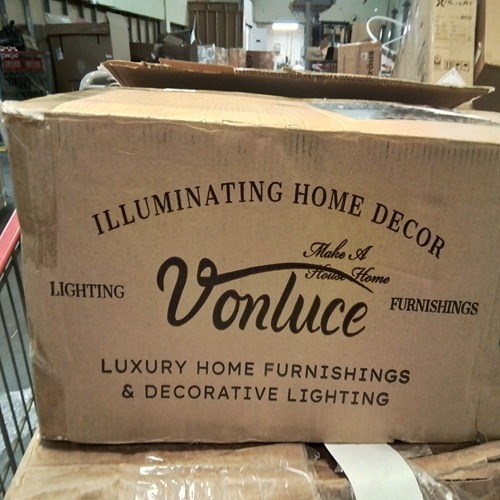 ILLUMINATING HOME DECOR
Make A
House Home
LIGHTING
Vonluce
FURNISHINGS
LUXURY HOME FURNISHINGS
& DECORATIVE LIGHTING